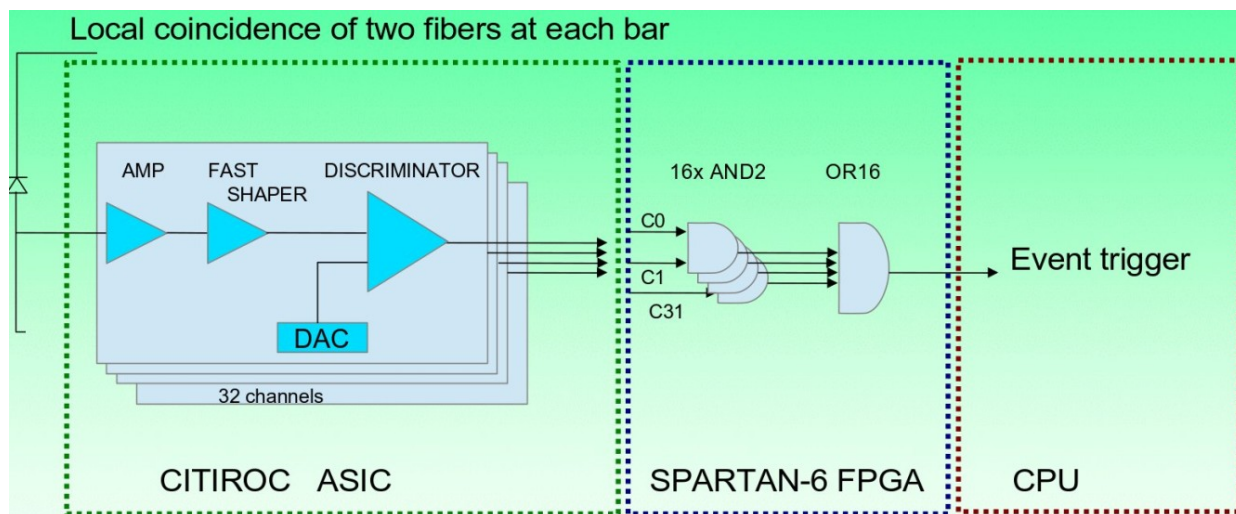 Local coincidence of two fibers at each bar
AMP
FAST
SHAPER
DISCRIMINATOR
16x AND2
OR16
C0
C1
C31
Event trigger
DAC
32 channels
CITIROC ASIC
SPARTAN-6 FPGA
CPU